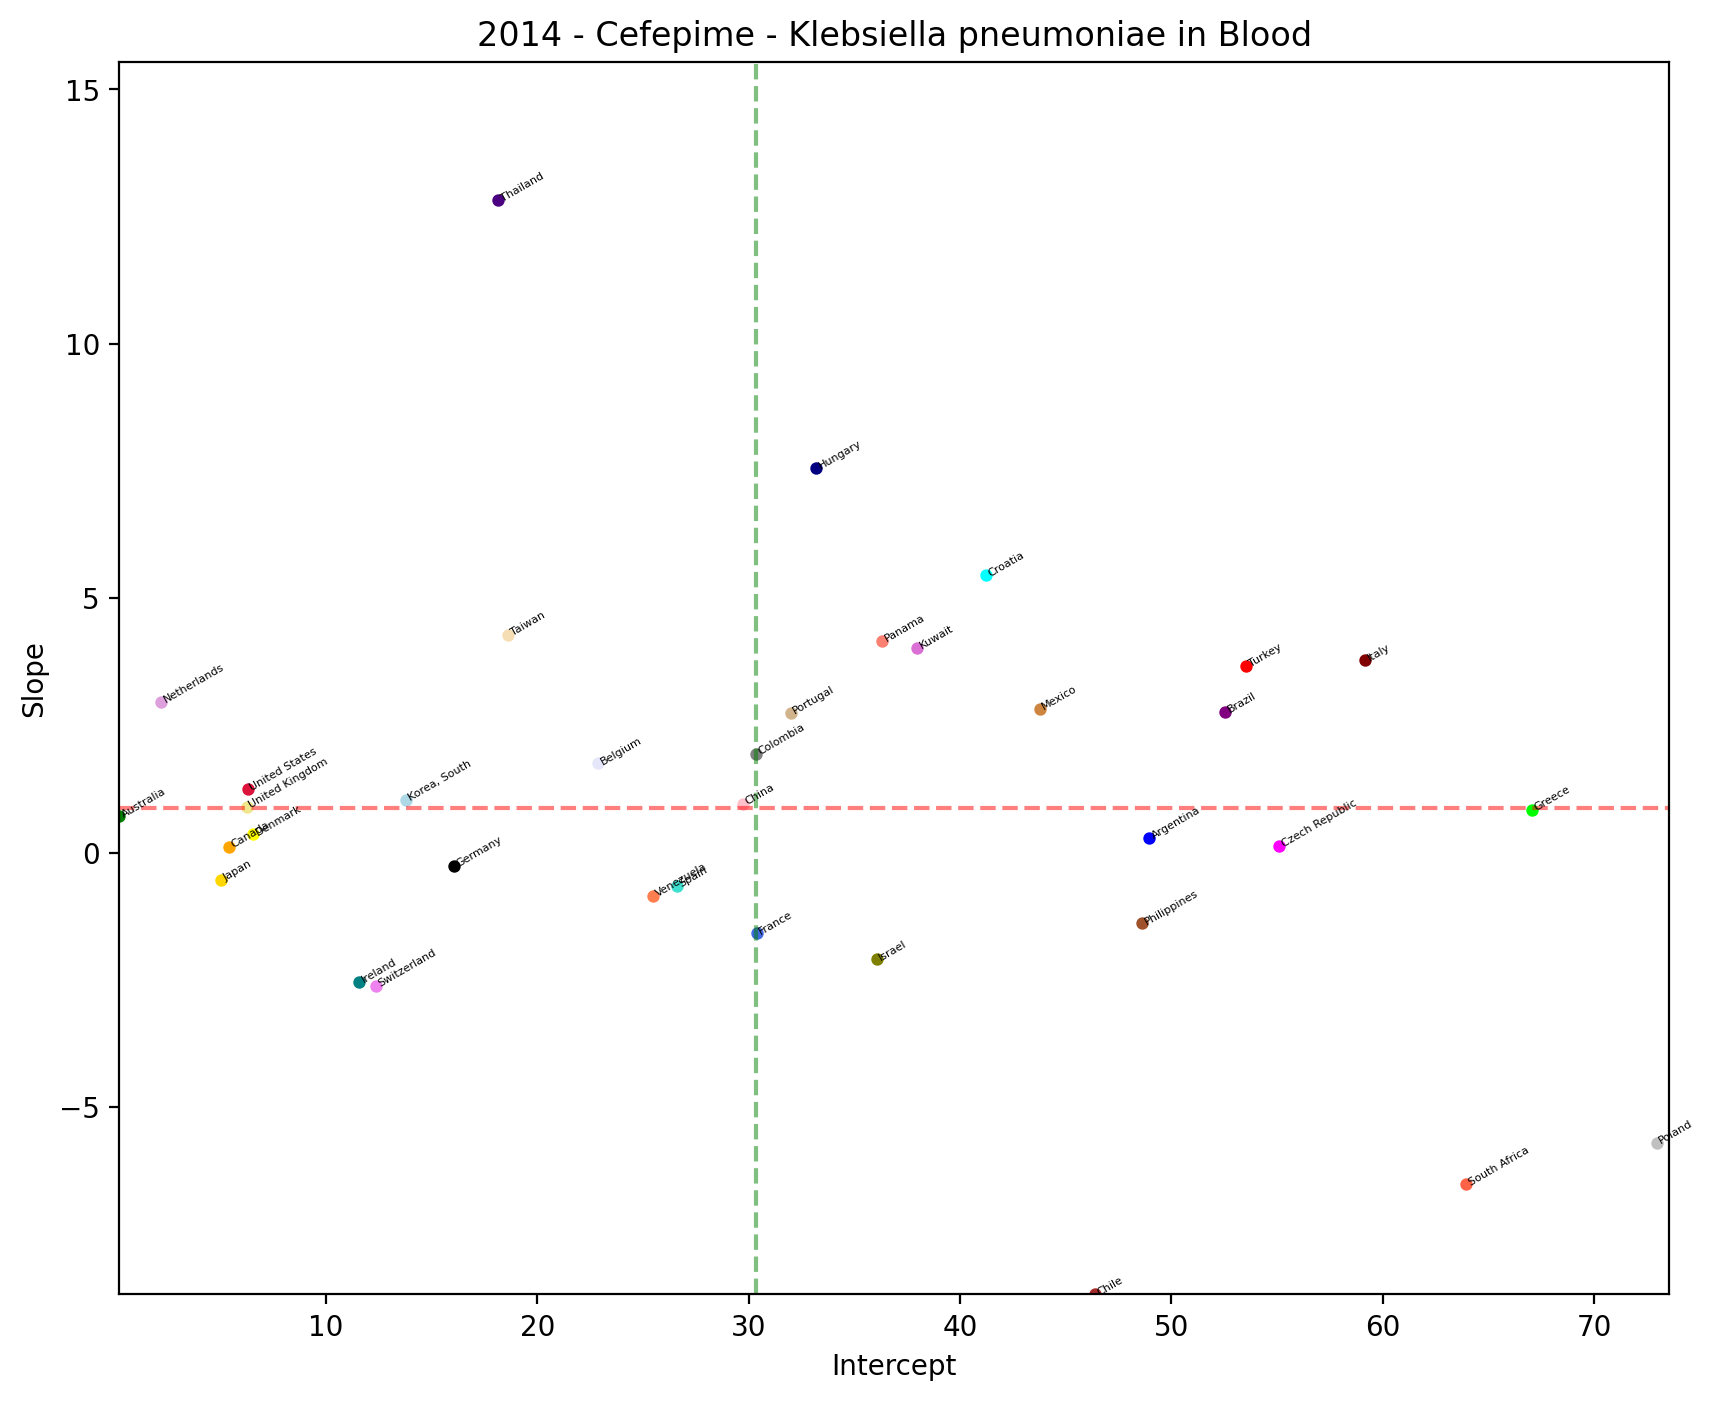 2014 - Cefepime - Klebsiella pneumoniae in Blood
15
Thailand
10
Hungary
Croatia
5
Taiwan
Panama
Kuwait
Turkey
Italy
Netherlands
Portugal
Mexico
Brazil
Colombia
Belgium
United States
United Kingdom
Korea, South
China
Australia
Greece
Denmark
Canada
Argentina
Czech Republic
0
Germany
Japan
Venezuela
Spain
Philippines
France
Israel
Ireland
Switzerland
−5
Poland
South Africa
Chile
Slope
10 20 30 40 50 60 70
Intercept